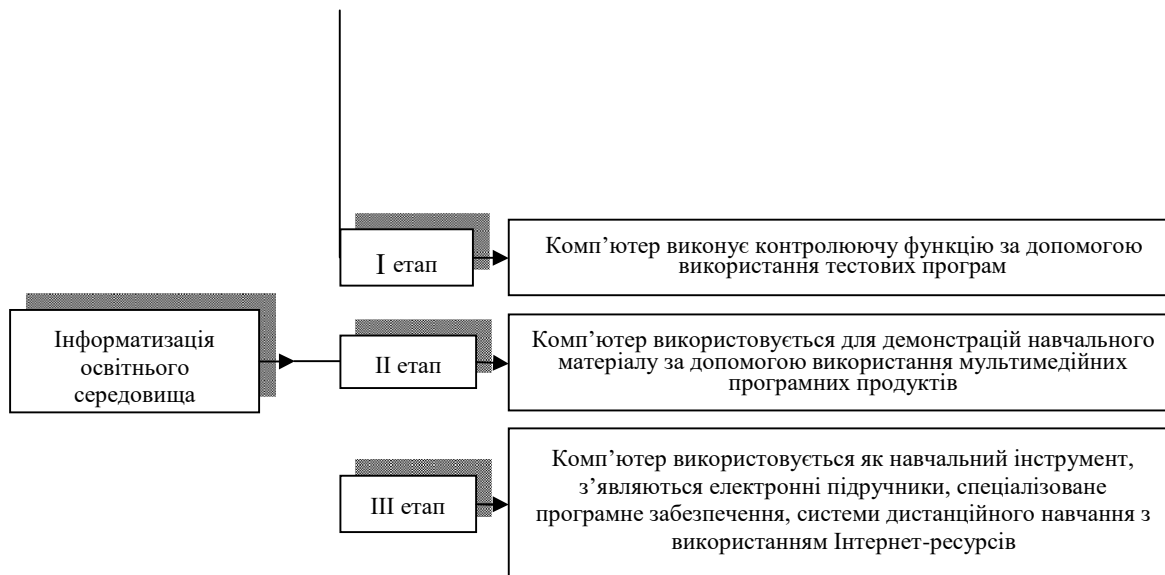 І етап
Комп’ютер виконує контролюючу функцію за допомогою
використання тестових програм
Інформатизація
освітнього
середовища
ІІ етап
Комп’ютер використовується для демонстрацій навчального
матеріалу за допомогою використання мультимедійних
програмних продуктів
ІІІ етап
Комп’ютер використовується як навчальний інструмент,
з’являються електронні підручники, спеціалізоване
програмне забезпечення, системи дистанційного навчання з
використанням Інтернет-ресурсів